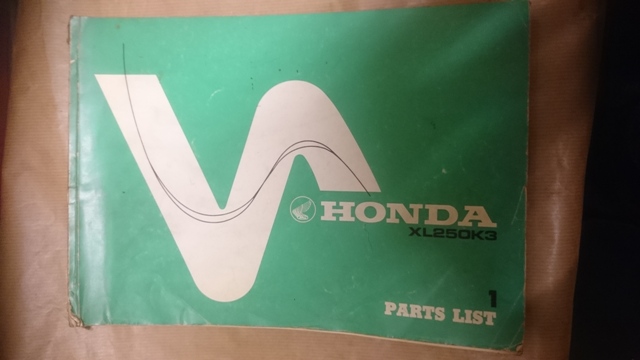 HONDA
XL250K3
1
PARTS LIST